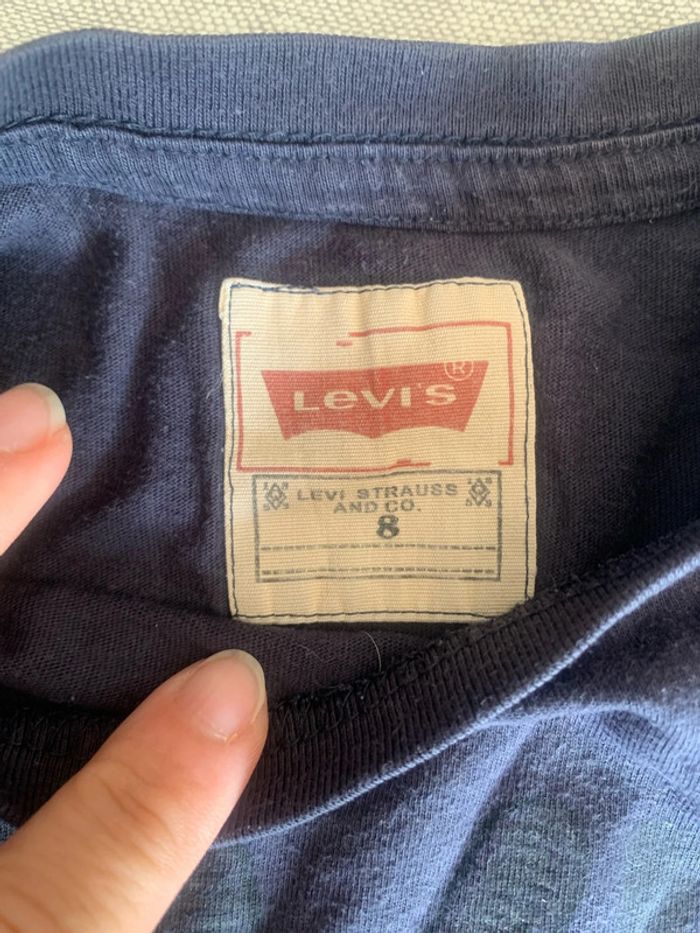 Levi's ®
LEVI STRAUSS
AND CO.
8